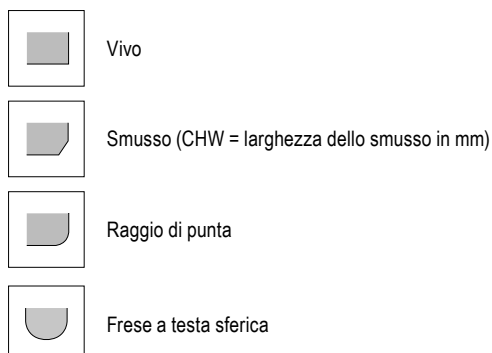 Vivo
Smusso (CHW = larghezza dello smusso in mm)
Raggio di punta
Frese a testa sferica